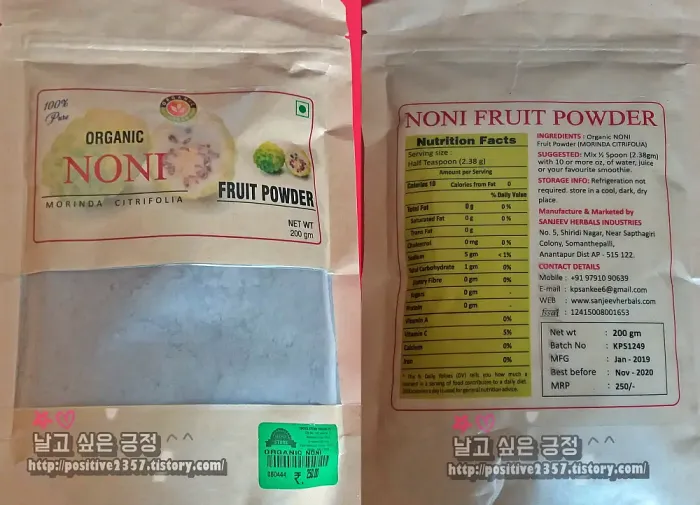 100%
Pure
ORGANIC
ORGANIC
NONI
MORINDA CITRIFOLIA
FRUIT POWDER
NET WT
200 gm
ORGANIC NONI
080444
₹. 250.00
날고 싶은 긍정 ^^
http://positive2357.tistory.com/
NONI FRUIT POWDER
Nutrition Facts
Serving size :
Half Teaspoon (2.38 g)
Amount per Serving
Calories 10 Calories from Fat 0
% Daily Value
Total Fat 0 g 0 %
Saturated Fat 0 g 0 %
Trans Fat 0 g
Cholestrol 0 mg 0 %
Sodium 5 gm < 1%
Total Carbohydrate 1 gm 0%
Dietry Fibre 0 gm 0%
Sugars 0 gm -
Protein 0 gm -
Vitamin A 0%
Vitamin C 5%
Calcium 0%
Iron 0%
INGREDIENTS : Organic NONI
Fruit Powder (MORINDA CITRIFOLIA)
SUGGESTED: Mix ½ Spoon (2.38gm)
with 10 or more oz. of water, juice
or your favourite smoothie.
STORAGE INFO: Refrigeration not
required. store in a cool, dark, dry
place.
Manufacture & Marketed by
SANJEEV HERBALS INDUSTRIES
No. 5, Shiridi Nagar, Near Sapthagiri
Colony, Somanthepalli,
Anantapur Dist AP - 515 122.
CONTACT DETAILS
Mobile : +91 97910 90639
E-mail : kpsankee6@gmail.com
WEB : www.sanjeevherbals.com
fssai : 12415008001653
Net wt : 200 gm
Batch No : KPS1249
MFG : Jan - 2019
Best before : Nov - 2020
MRP : 250/-
날고 싶은 긍정 ^^
http://positive2357.tistory.com/